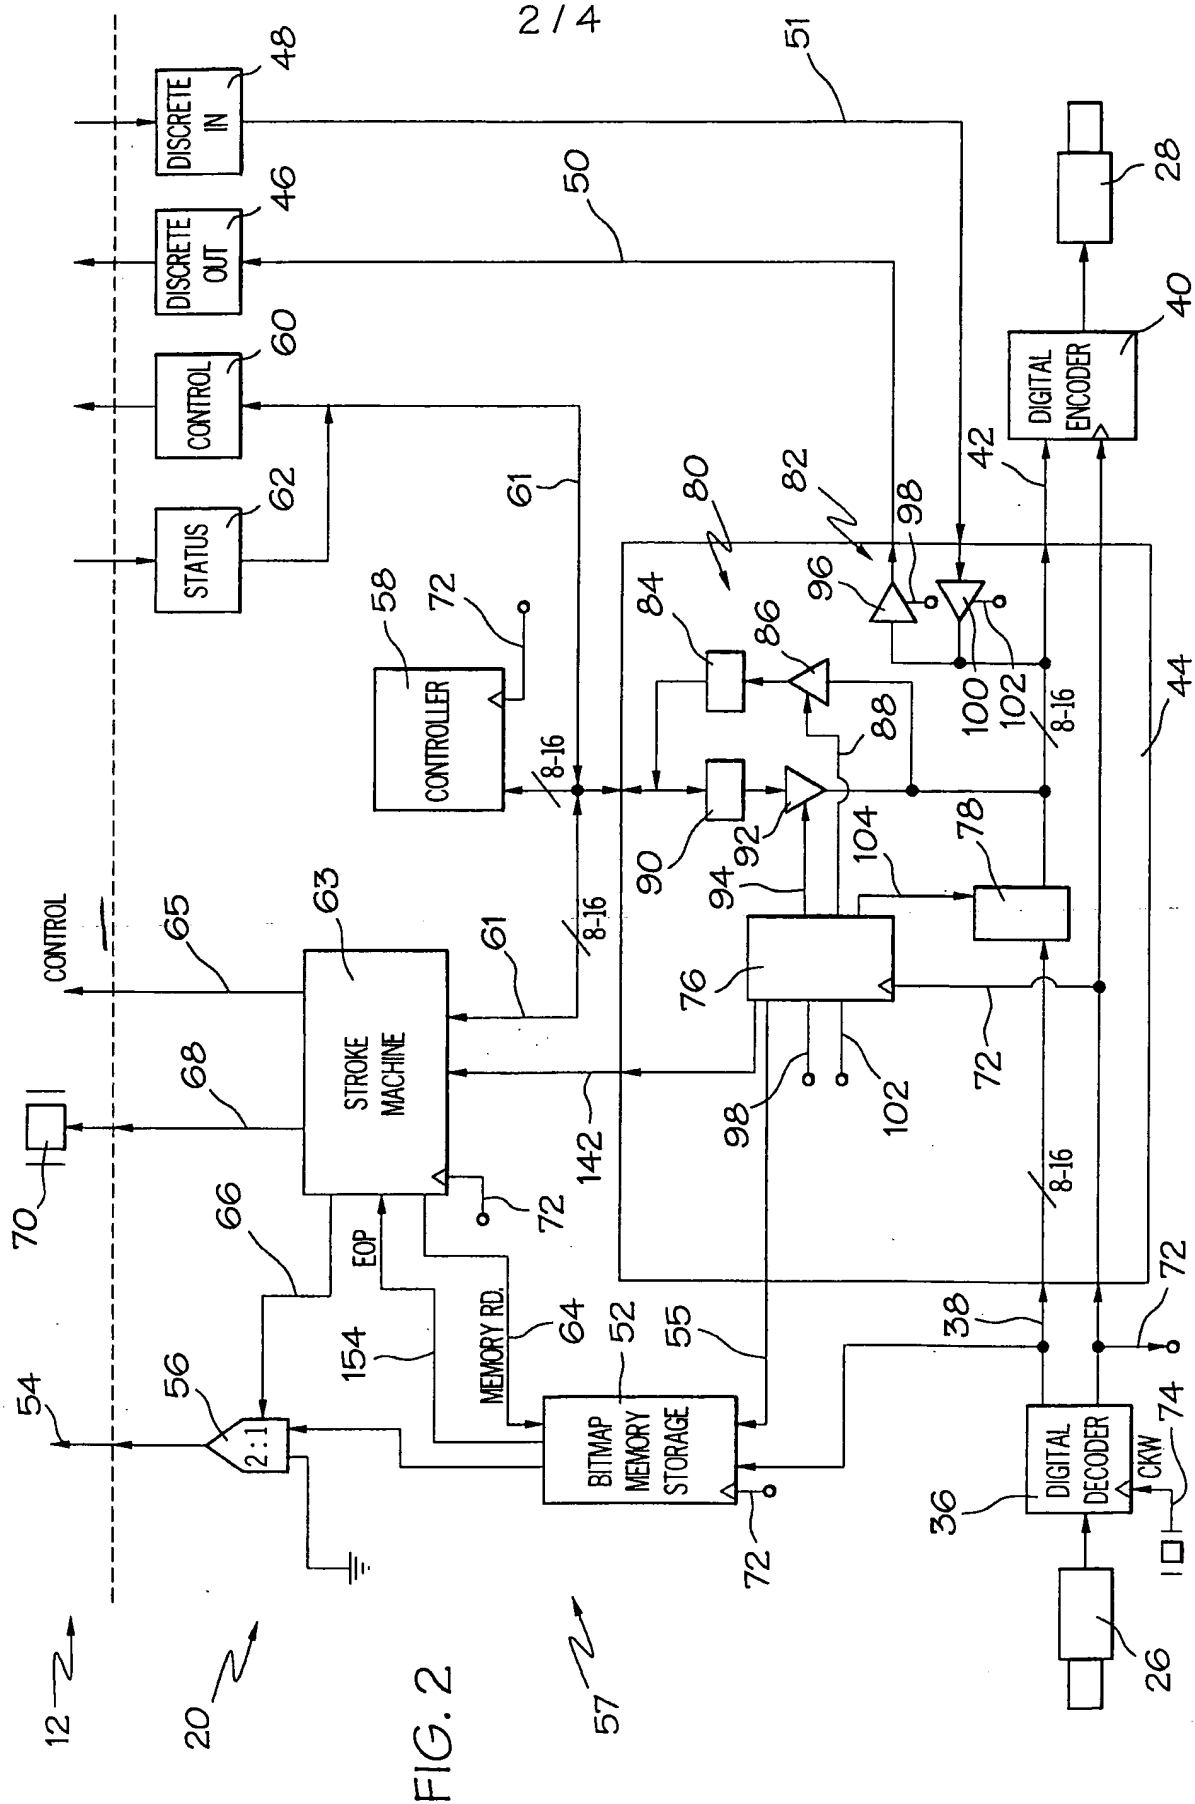 2/4
12
54
70
CONTROL
68
65
STATUS
62
CONTROL
60
DISCRETE
OUT
46
DISCRETE
IN
48
20
56
2:1
66
STROKE
MACHINE
63
72
EOP
154
MEMORY RD.
64
CONTROLLER
58
72
61
50
51
57
BITMAP
MEMORY
STORAGE
52
72
55
142
61
8-16
8-16
98
102
76
94
104
90
92
84
86
88
80
82
96
98
100
102
78
72
8-16
8-16
44
26
36
DIGITAL
DECODER
CKW
74
38
72
42
DIGITAL
ENCODER
40
28
FIG. 2